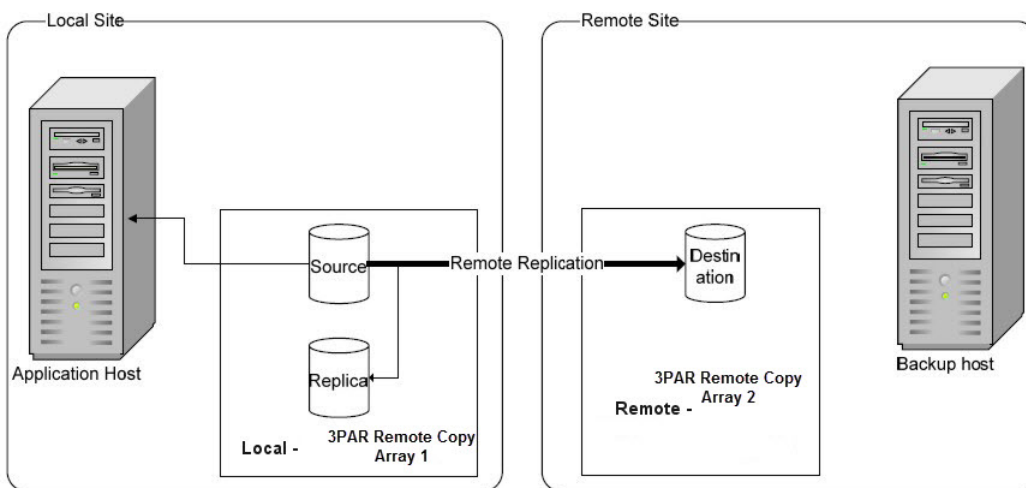 Local Site
Remote Site
Source
Remote Replication
Destin
ation
Application Host
Replica
Backup host
3PAR Remote Copy
Array 1
Local -
3PAR Remote Copy
Array 2
Remote -